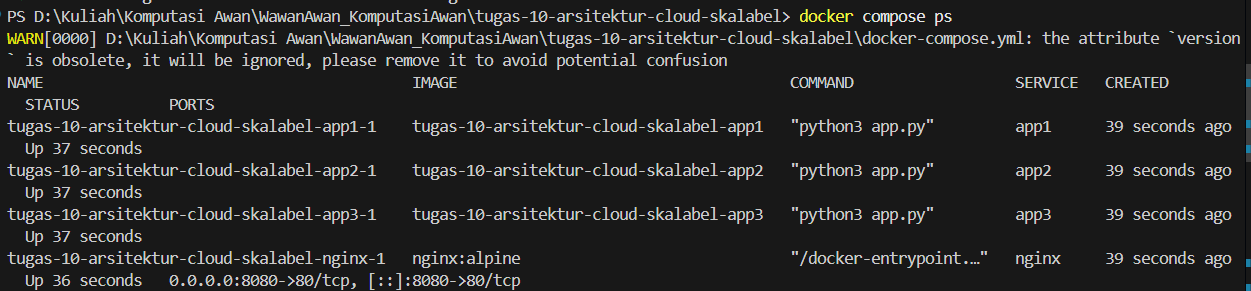 PS D:\Kuliah\Komputasi Awan\WawanAwan_KomputasiAwan\tugas-10-arsitektur-cloud-skalabel> docker compose ps
WARN[0000] D:\Kuliah\Komputasi Awan\WawanAwan_KomputasiAwan\tugas-10-arsitektur-cloud-skalabel\docker-compose.yml: the attribute `version
` is obsolete, it will be ignored, please remove it to avoid potential confusion
NAME IMAGE COMMAND SERVICE CREATED
STATUS PORTS
tugas-10-arsitektur-cloud-skalabel-app1-1 tugas-10-arsitektur-cloud-skalabel-app1 "python3 app.py" app1 39 seconds ago
Up 37 seconds
tugas-10-arsitektur-cloud-skalabel-app2-1 tugas-10-arsitektur-cloud-skalabel-app2 "python3 app.py" app2 39 seconds ago
Up 37 seconds
tugas-10-arsitektur-cloud-skalabel-app3-1 tugas-10-arsitektur-cloud-skalabel-app3 "python3 app.py" app3 39 seconds ago
Up 37 seconds
tugas-10-arsitektur-cloud-skalabel-nginx-1 nginx:alpine "/docker-entrypoint.…" nginx 39 seconds ago
Up 36 seconds 0.0.0.0:8080->80/tcp, [::]:8080->80/tcp